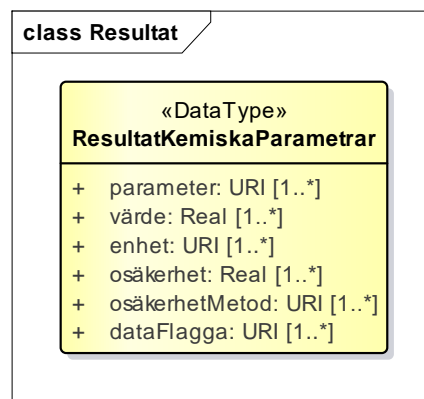 class Resultat
«DataType»
ResultatKemiskaParametrar
+ parameter: URI [1..*]
+ värde: Real [1..*]
+ enhet: URI [1..*]
+ osäkerhet: Real [1..*]
+ osäkerhetMetod: URI [1..*]
+ dataFlagga: URI [1..*]